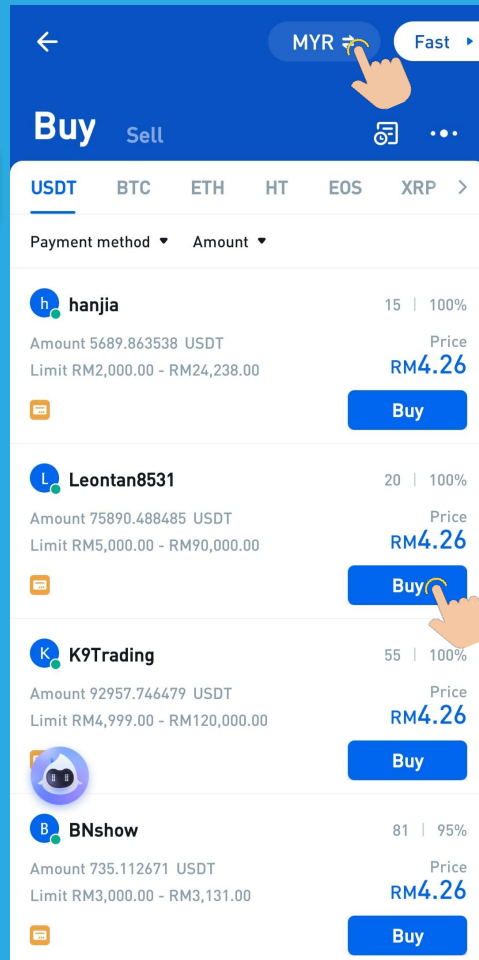 MYR ⇌ Fast ▸
Buy Sell
USDT BTC ETH HT EOS XRP >
Payment method ▼ Amount ▼
h hanjia 15 | 100%
Amount 5689.863538 USDT Price
Limit RM2,000.00 - RM24,238.00 RM4.26
Buy
L Leontan8531 20 | 100%
Amount 75890.488485 USDT Price
Limit RM5,000.00 - RM90,000.00 RM4.26
Buy
K K9Trading 55 | 100%
Amount 92957.746479 USDT Price
Limit RM4,999.00 - RM120,000.00 RM4.26
Buy
B BNshow 81 | 95%
Amount 735.112671 USDT Price
Limit RM3,000.00 - RM3,131.00 RM4.26
Buy